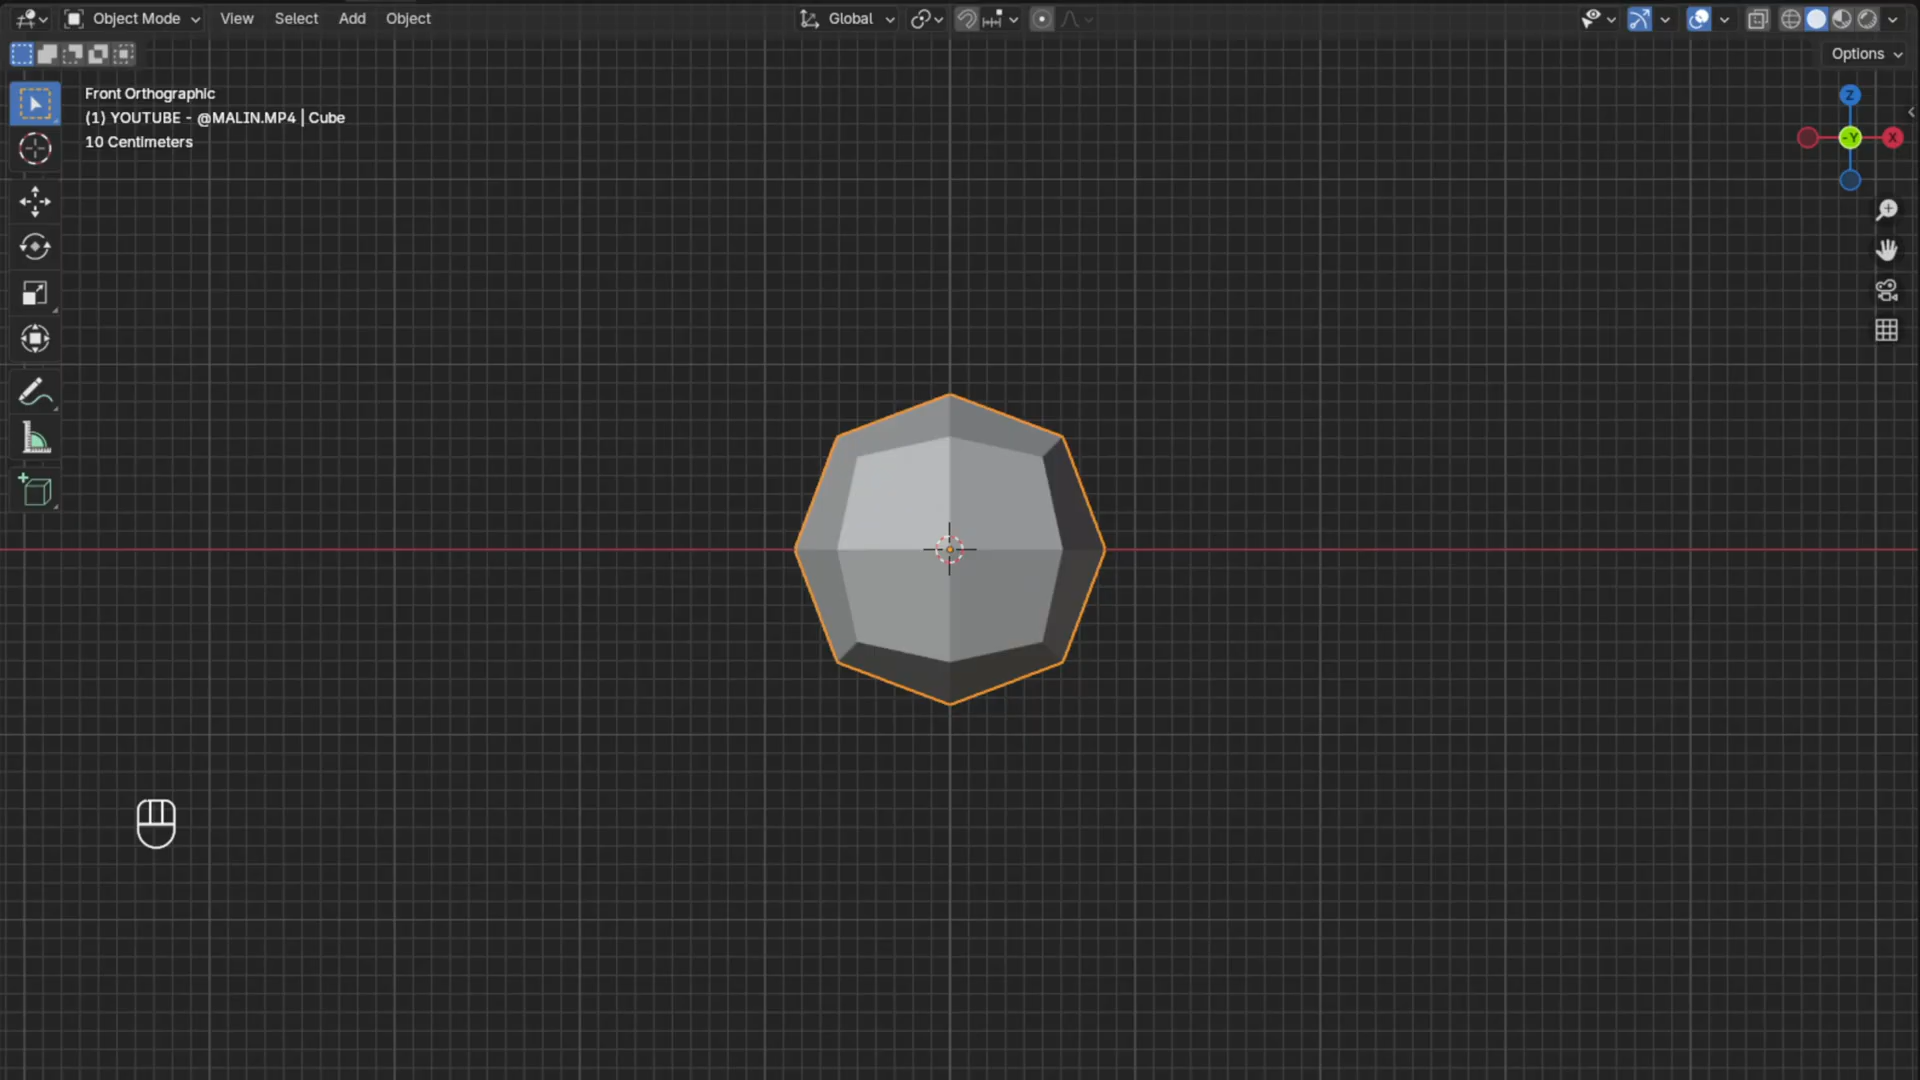 Object Mode View Select Add Object Global
Options
Front Orthographic
(1) YOUTUBE - @MALIN.MP4 | Cube
10 Centimeters
Z
-Y X